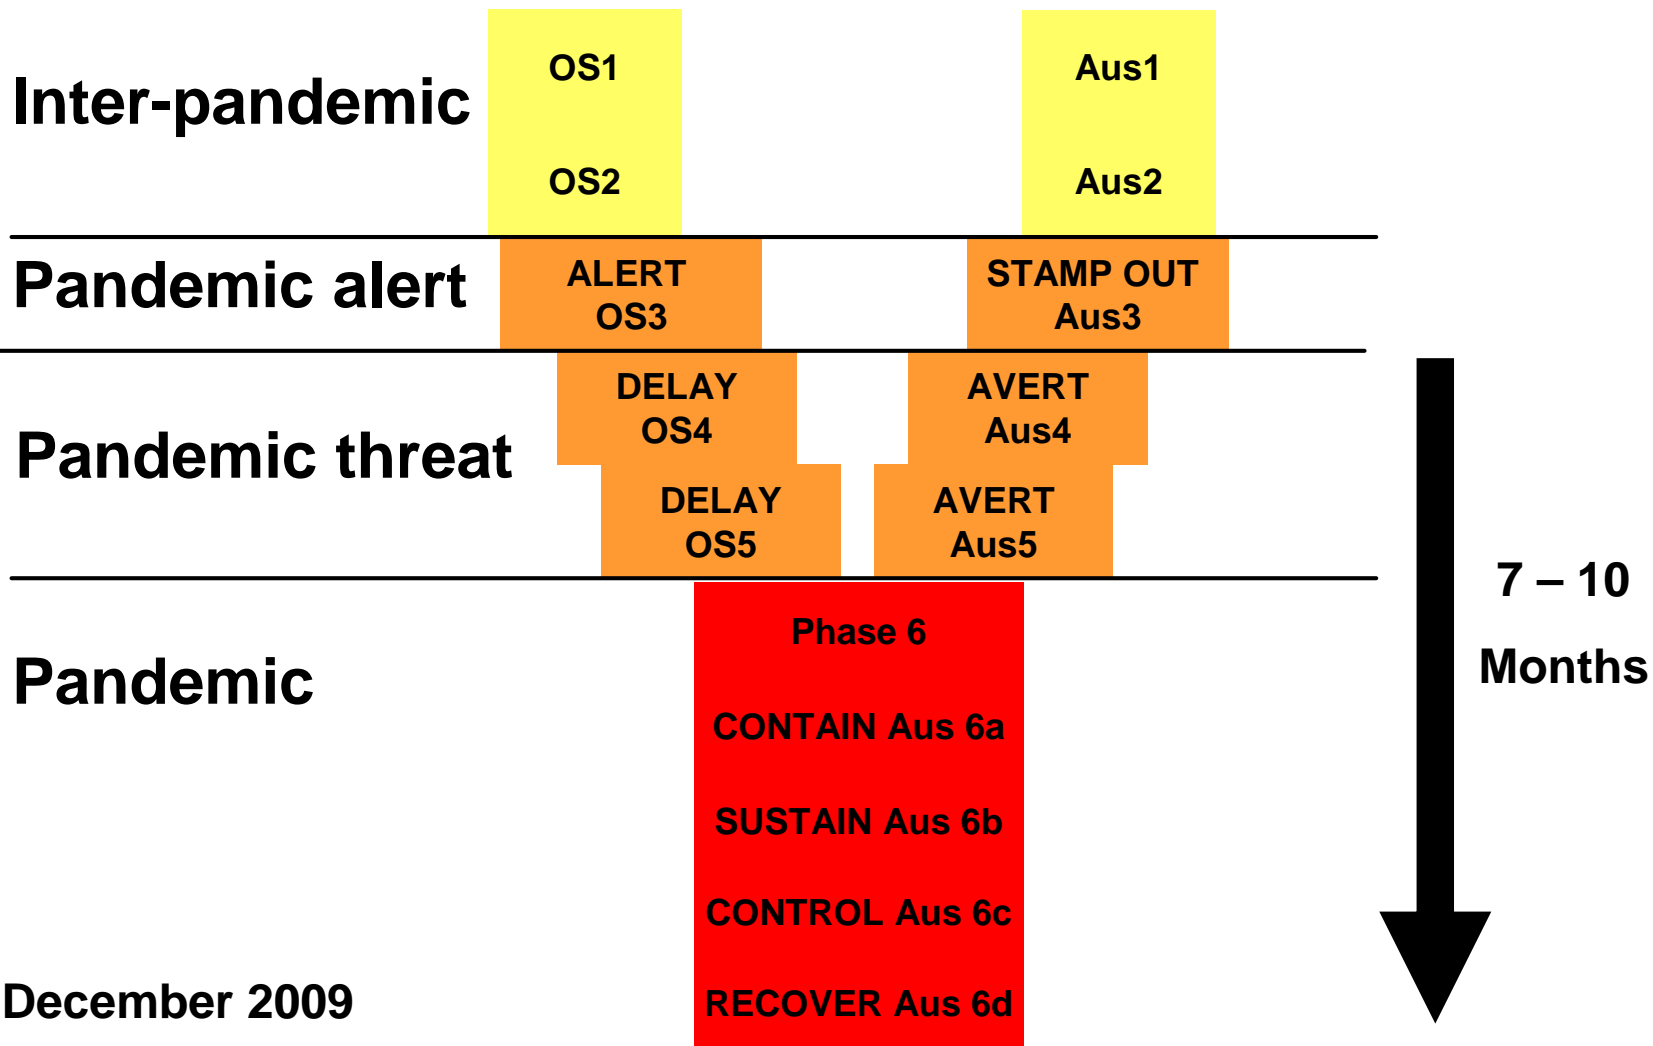 OS1
Aus1
Inter-pandemic
OS2
Aus2
Pandemic alert
ALERT
OS3
STAMP OUT
Aus3
Pandemic threat
DELAY
OS4
AVERT
Aus4
DELAY
OS5
AVERT
Aus5
7 – 10
Months
Pandemic
Phase 6
CONTAIN Aus 6a
SUSTAIN Aus 6b
CONTROL Aus 6c
RECOVER Aus 6d
December 2009